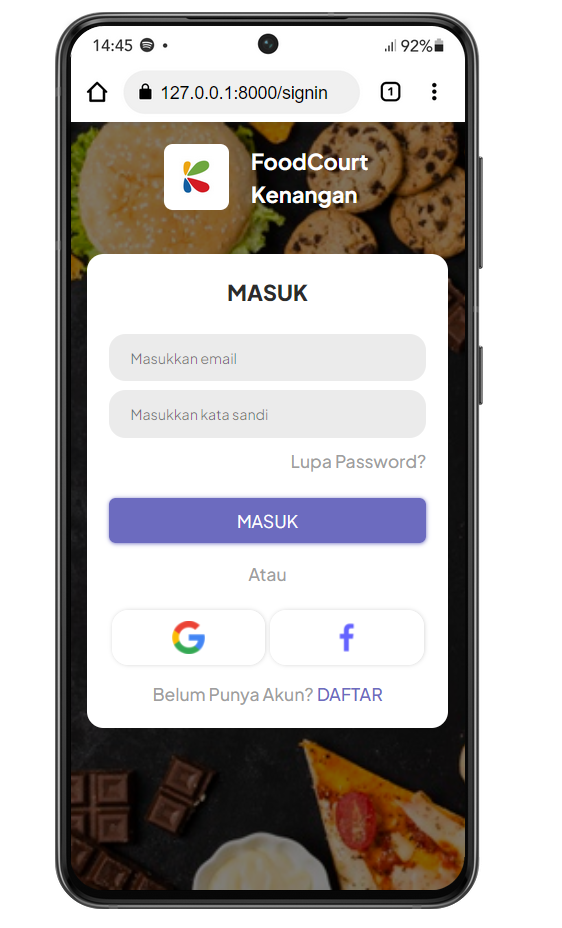 14:45
92%
127.0.0.1:8000/signin
1
FoodCourt
Kenangan
MASUK
Masukkan email
Masukkan kata sandi
Lupa Password?
MASUK
Atau
Belum Punya Akun? DAFTAR